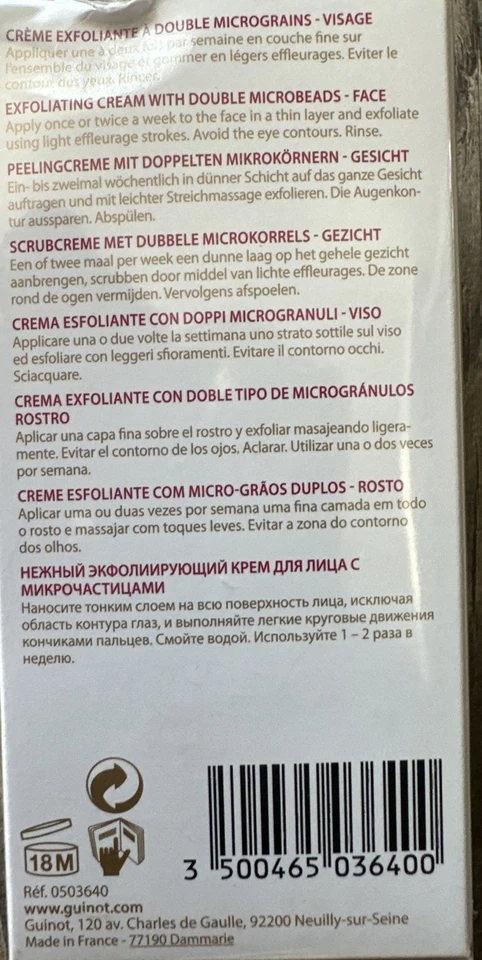 CRÈME EXFOLIANTE À DOUBLE MICROGRAINS - VISAGE
Appliquer une à deux fois par semaine en couche fine sur
l'ensemble du visage et gommer en légers effleurages. Eviter le
contour des yeux. Rincer.
EXFOLIATING CREAM WITH DOUBLE MICROBEADS - FACE
Apply once or twice a week to the face in a thin layer and exfoliate
using light effleurage strokes. Avoid the eye contours. Rinse.
PEELINGCREME MIT DOPPELTEN MIKROKÖRNERN - GESICHT
Ein- bis zweimal wöchentlich in dünner Schicht auf das ganze Gesicht
auftragen und mit leichter Streichmassage exfolieren. Die Augenkon-
tur aussparen. Abspülen.
SCRUBCREME MET DUBBELE MICROKORRELS - GEZICHT
Een of twee maal per week een dunne laag op het gehele gezicht
aanbrengen, scrubben door middel van lichte effleurages. De zone
rond de ogen vermijden. Vervolgens afspoelen.
CREMA ESFOLIANTE CON DOPPI MICROGRANULI - VISO
Applicare una o due volte la settimana uno strato sottile sul viso
ed esfoliare con leggeri sfioramenti. Evitare il contorno occhi.
Sciacquare.
CREMA EXFOLIANTE CON DOBLE TIPO DE MICROGRÁNULOS
ROSTRO
Aplicar una capa fina sobre el rostro y exfoliar masajeando ligera-
mente. Evitar el contorno de los ojos. Aclarar. Utilizar una o dos veces
por semana.
CREME ESFOLIANTE COM MICRO-GRÃOS DUPLOS - ROSTO
Aplicar uma ou duas vezes por semana uma fina camada em todo
o rosto e massajar com toques leves. Evitar a zona do contorno
dos olhos.
НЕЖНЫЙ ЭКФОЛИИРУЮЩИЙ КРЕМ ДЛЯ ЛИЦА С
МИКРОЧАСТИЦАМИ
Наносите тонким слоем на всю поверхность лица, исключая
область контура глаз, и выполняйте легкие круговые движения
кончиками пальцев. Смойте водой. Используйте 1 – 2 раза в
неделю.
18M
3 500465 036400
Réf. 0503640
www.guinot.com
Guinot, 120 av. Charles de Gaulle, 92200 Neuilly-sur-Seine
Made in France - 77190 Dammarie